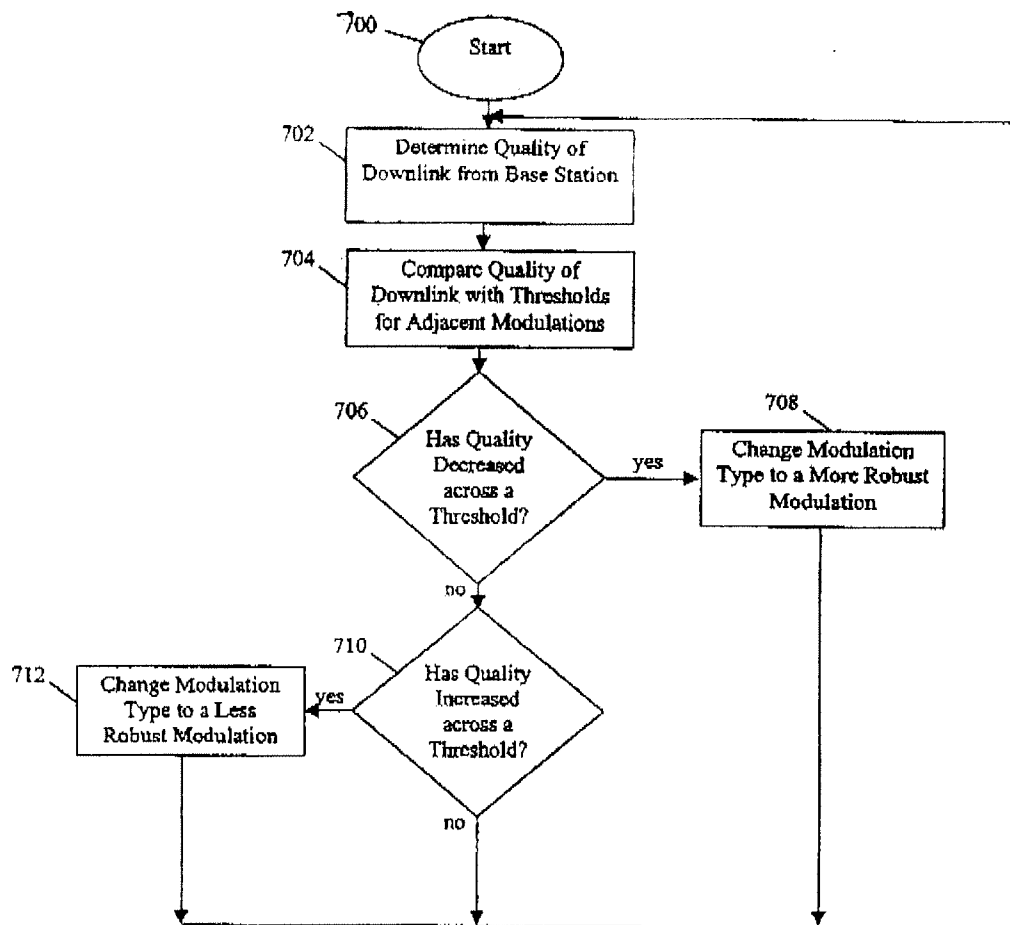 700
Start
702
Determine Quality of
Downlink from Base Station
704
Compare Quality of
Downlink with Thresholds
for Adjacent Modulations
706
Has Quality
Decreased
across a
Threshold?
yes
708
Change Modulation
Type to a More Robust
Modulation
no
710
Has Quality
Increased
across a
Threshold?
yes
712
Change Modulation
Type to a Less
Robust Modulation
no